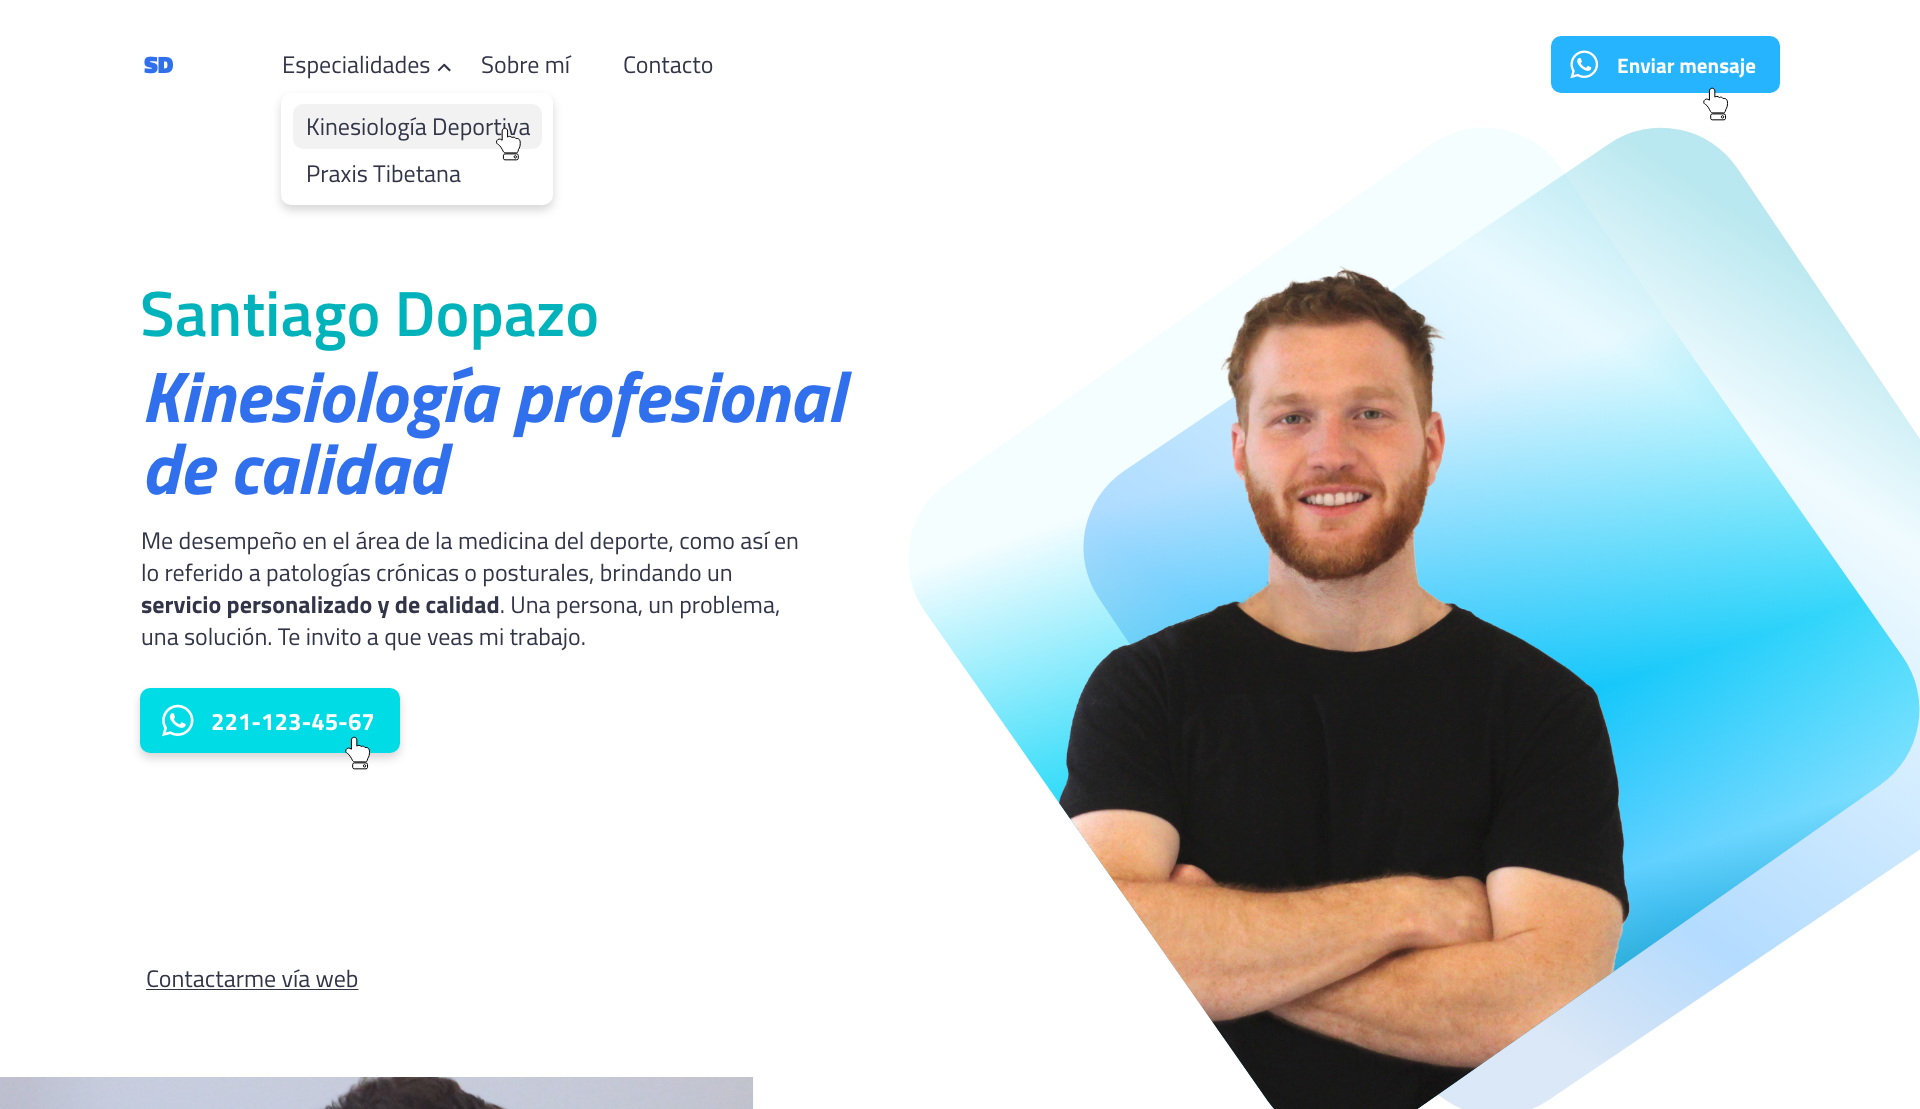 SD
Especialidades
Sobre mí
Contacto
Enviar mensaje
Kinesiología Deportiva
Praxis Tibetana
Santiago Dopazo
Kinesiología profesional
de calidad
Me desempeño en el área de la medicina del deporte, como así en
lo referido a patologías crónicas o posturales, brindando un
servicio personalizado y de calidad. Una persona, un problema,
una solución. Te invito a que veas mi trabajo.
221-123-45-67
Contactarme vía web